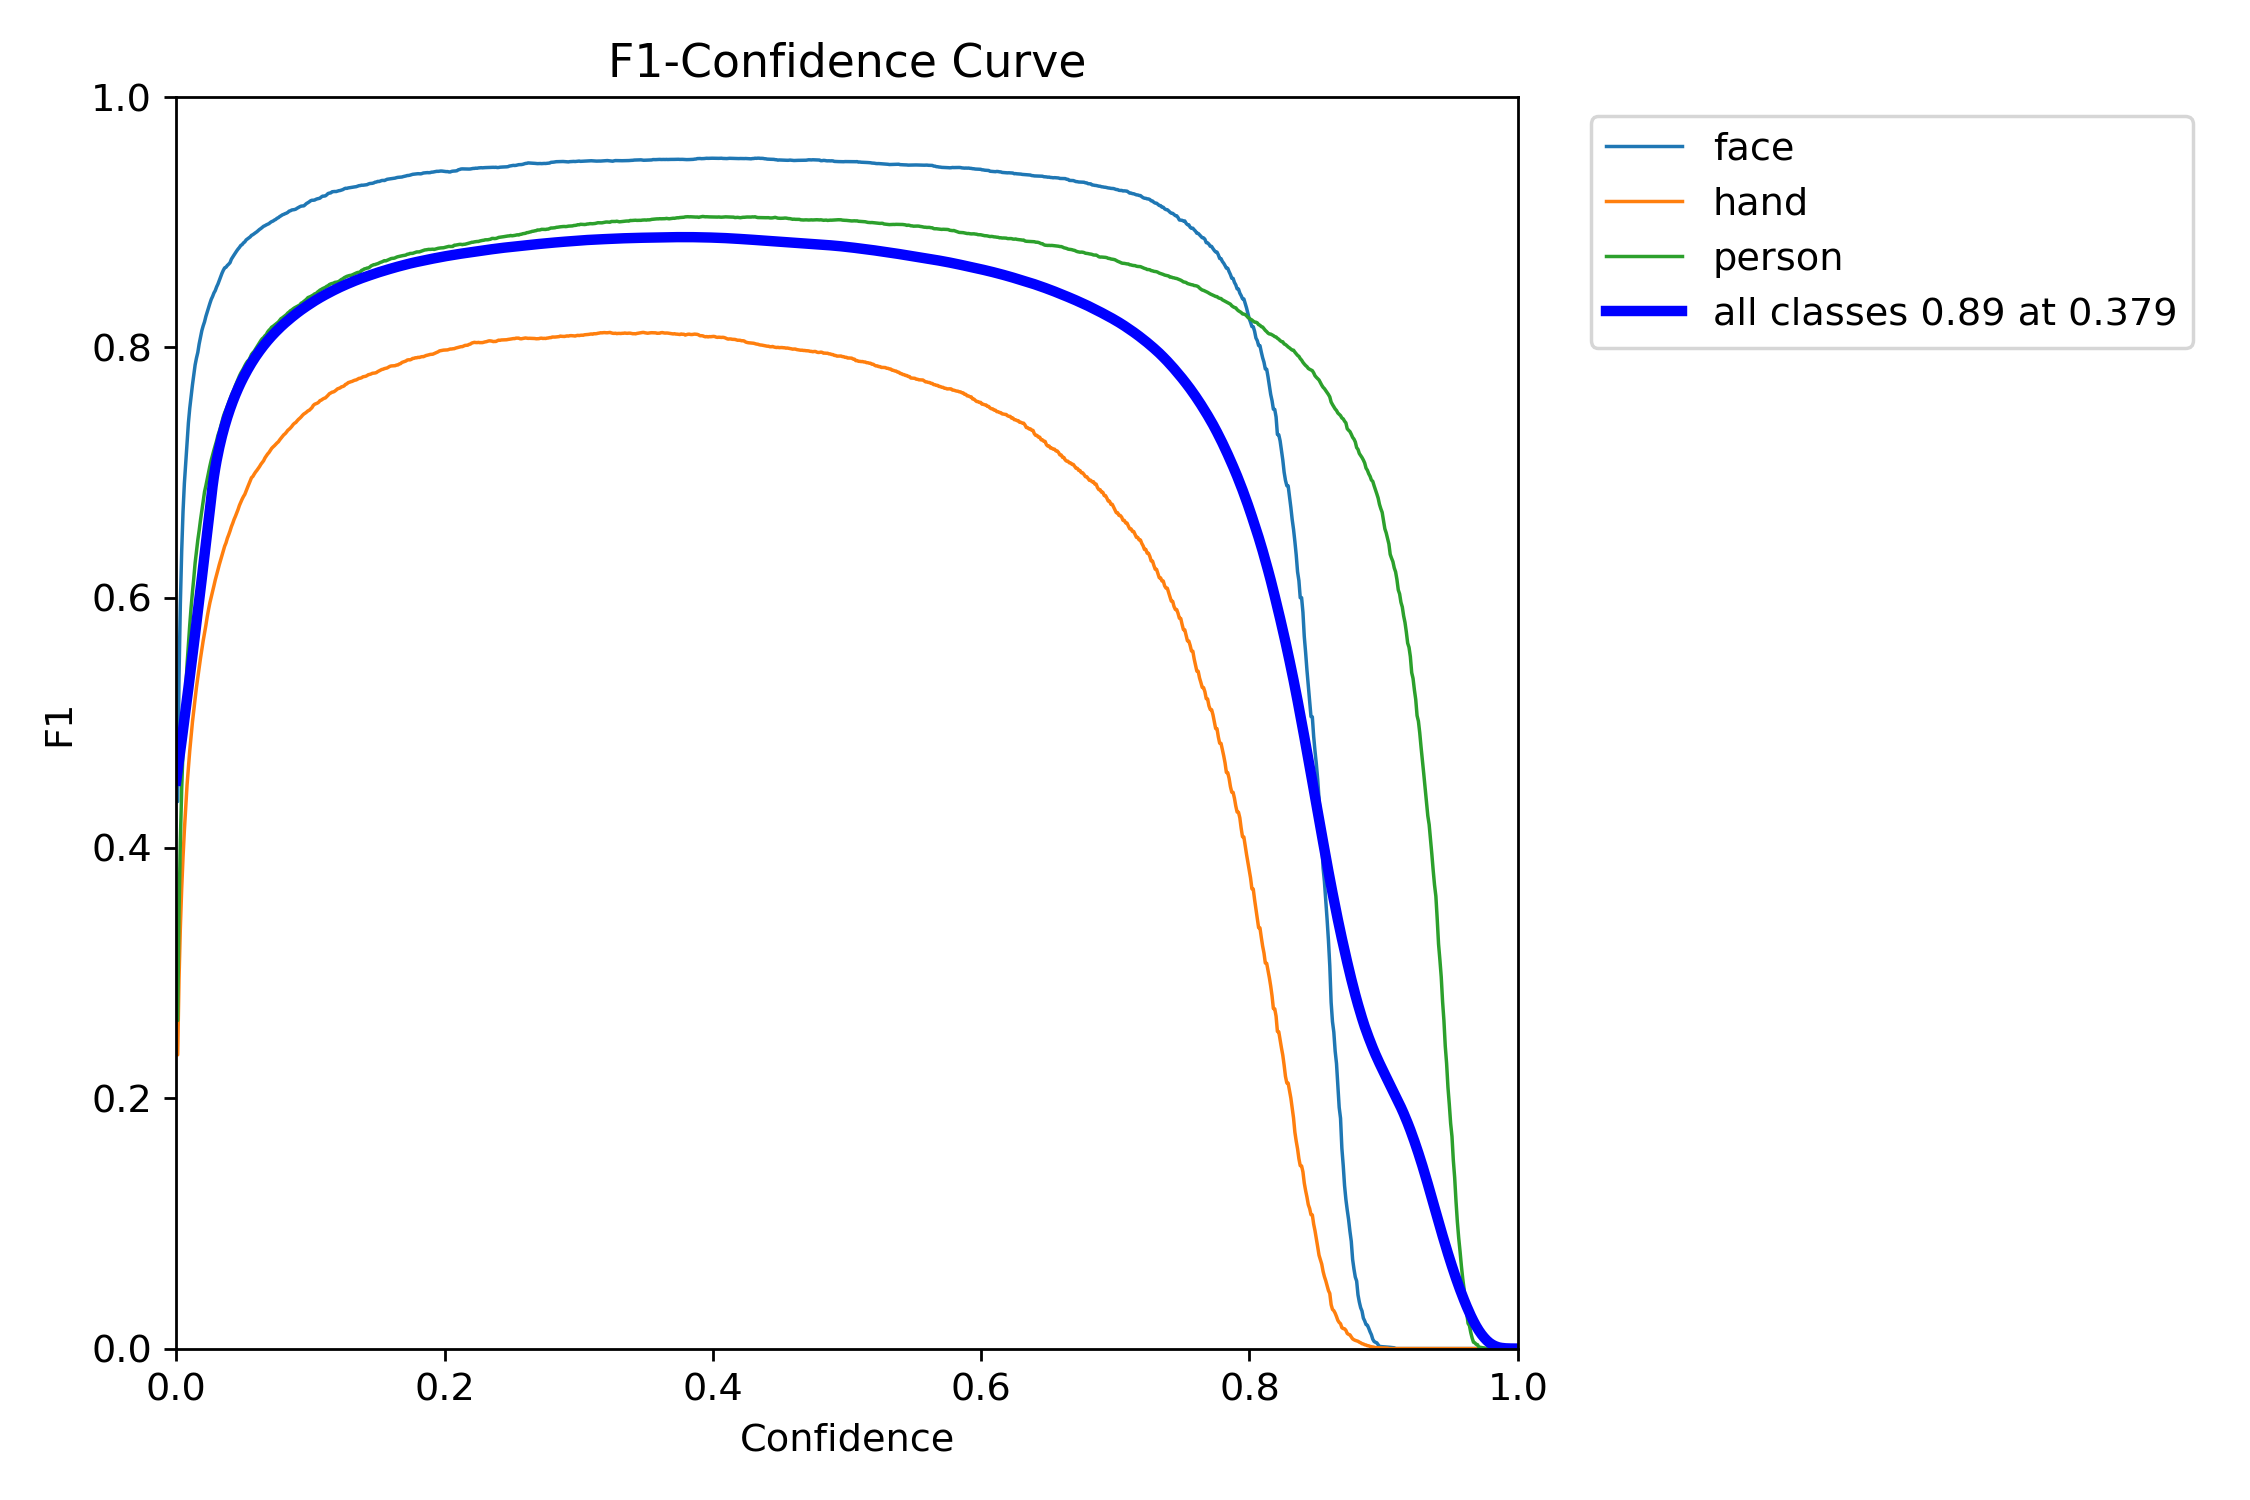 F1-Confidence Curve
1.0
0.8
0.6
0.4
0.2
0.0
F1
0.0 0.2 0.4 0.6 0.8 1.0
Confidence
face
hand
person
all classes 0.89 at 0.379